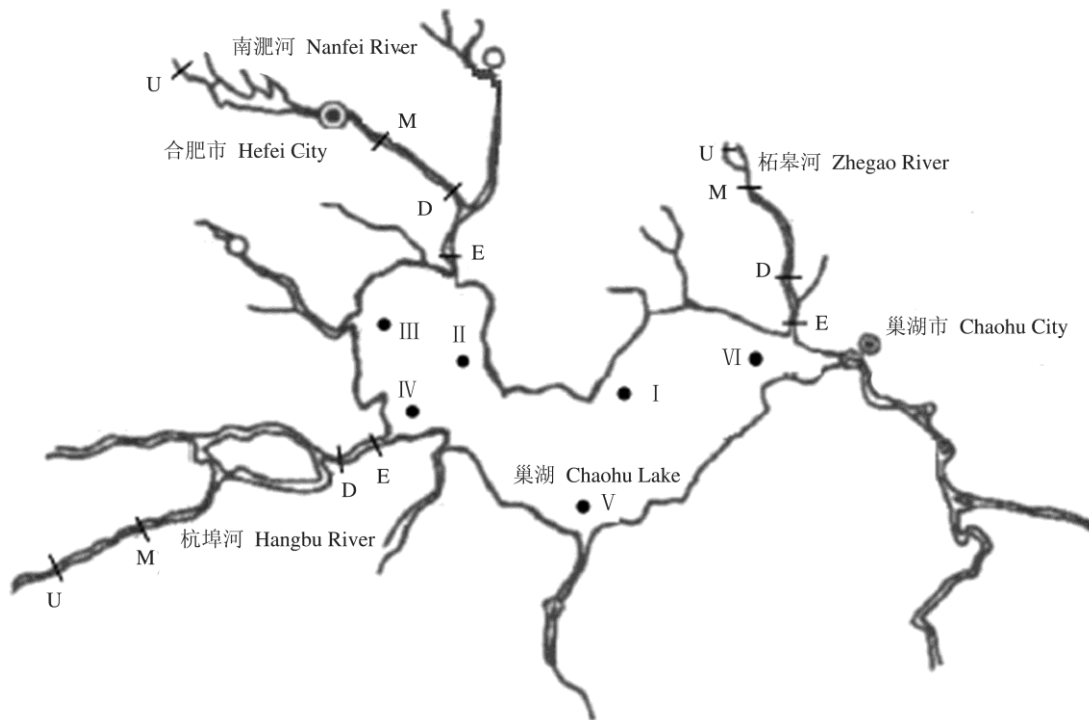 南淝河 Nanfei River
U
M
合肥市 Hefei City
U
柘皋河 Zhegao River
M
D
E
D
E
巢湖市 Chaohu City
III
II
VI
I
IV
巢湖 Chaohu Lake
V
E
D
杭埠河 Hangbu River
M
U